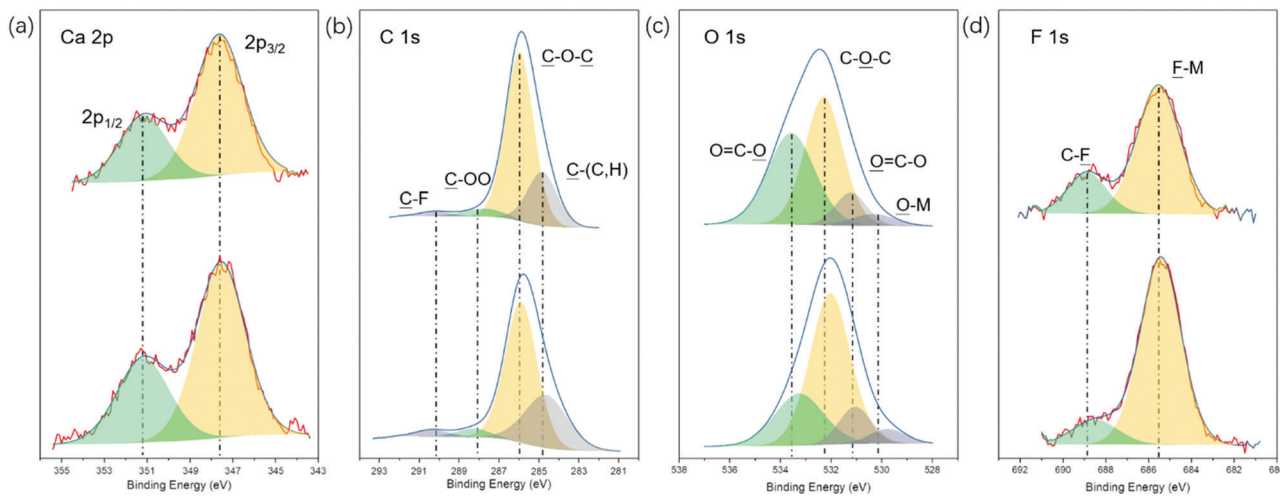 (a)
Ca 2p
2p3/2
2p1/2
355 353 351 349 347 345 343
Binding Energy (eV)
(b)
C 1s
C-O-C
C-OO
C-F
C-(C,H)
293 291 289 287 285 283 281
Binding Energy (eV)
(c)
O 1s
C-O-C
O=C-O
O=C-O
O-M
538 536 534 532 530 528
Binding Energy (eV)
(d)
F 1s
F-M
C-F
692 690 688 686 684 682 68
Binding Energy (eV)